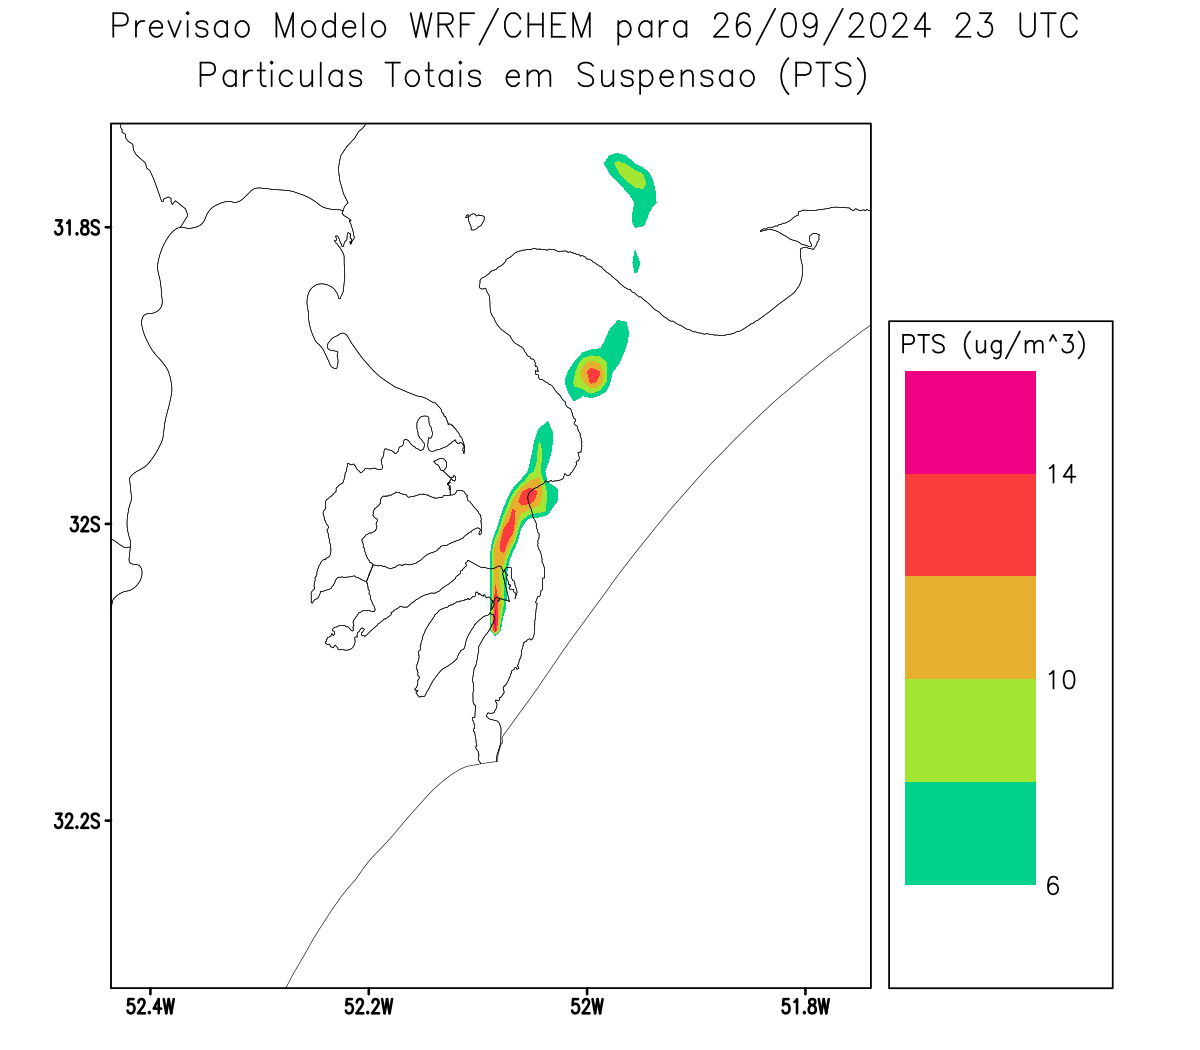 Previsao Modelo WRF/CHEM para 26/09/2024 23 UTC
Particulas Totais em Suspensao (PTS)
31.8S
32S
32.2S
52.4W
52.2W
52W
51.8W
PTS (ug/m^3)
14
10
6